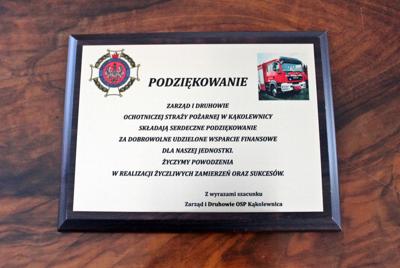 PODZIĘKOWANIE
ZARZĄD I DRUHOWIE
OCHOTNICZEJ STRAŻY POŻARNEJ W KĄKOLEWNICY
SKŁADAJĄ SERDECZNE PODZIĘKOWANIE
ZA DOBROWOLNE UDZIELONE WSPARCIE FINANSOWE
DLA NASZEJ JEDNOSTKI.
ŻYCZYMY POWODZENIA
W REALIZACJI ŻYCZLIWYCH ZAMIERZEŃ ORAZ SUKCESÓW.
Z wyrazami szacunku
Zarząd i Druhowie OSP Kąkolewnica